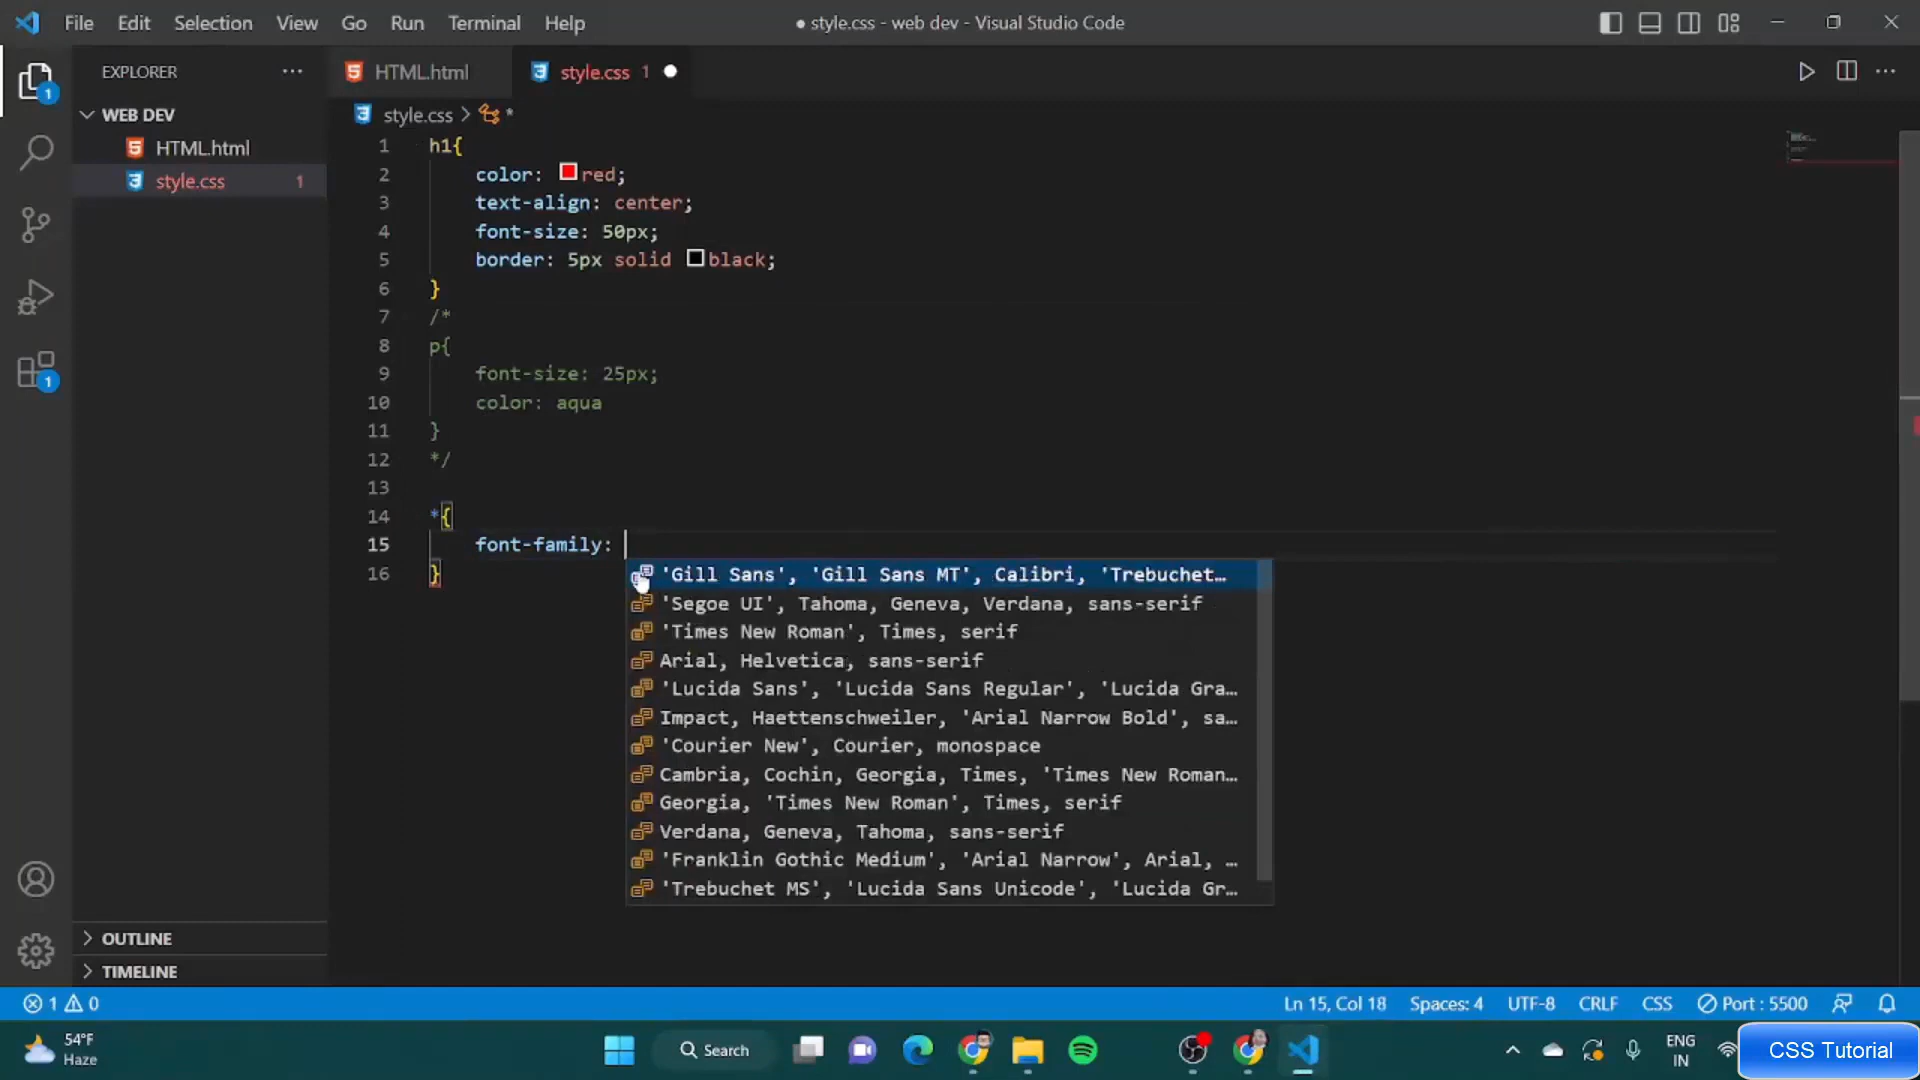 File Edit Selection View Go Run Terminal Help
● style.css - web dev - Visual Studio Code
EXPLORER
HTML.html
style.css 1
WEB DEV
style.css > *
HTML.html
style.css 1
1 h1{
2 color: red;
3 text-align: center;
4 font-size: 50px;
5 border: 5px solid black;
6 }
7 /*
8 p{
9 font-size: 25px;
10 color: aqua
11 }
12 */
13
14 *{
15 font-family:
16 }
'Gill Sans', 'Gill Sans MT', Calibri, 'Trebuchet…
'Segoe UI', Tahoma, Geneva, Verdana, sans-serif
'Times New Roman', Times, serif
Arial, Helvetica, sans-serif
'Lucida Sans', 'Lucida Sans Regular', 'Lucida Gra…
Impact, Haettenschweiler, 'Arial Narrow Bold', sa…
'Courier New', Courier, monospace
Cambria, Cochin, Georgia, Times, 'Times New Roman…
Georgia, 'Times New Roman', Times, serif
Verdana, Geneva, Tahoma, sans-serif
'Franklin Gothic Medium', 'Arial Narrow', Arial, …
'Trebuchet MS', 'Lucida Sans Unicode', 'Lucida Gr…
1
1
OUTLINE
TIMELINE
1 0
Ln 15, Col 18 Spaces: 4 UTF-8 CRLF CSS Port : 5500
54°F
Haze
Search
ENG
IN
CSS Tutorial